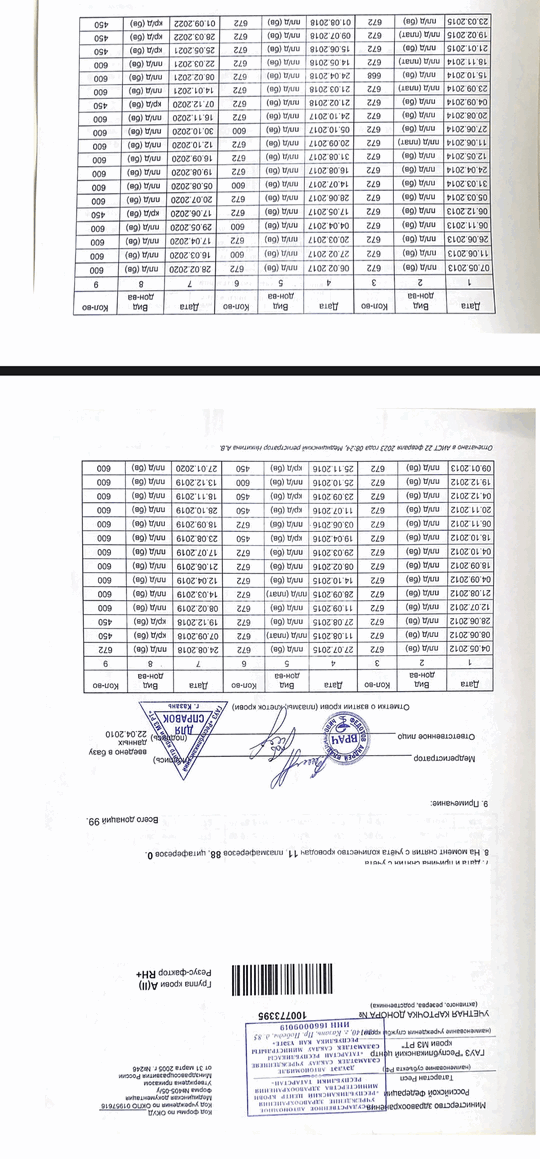 Министерство здравоохранения
Российской Федерации
Татарстан Респ
(наименование субъекта РФ)
ГАУЗ "Республиканский центр
крови МЗ РТ"
(наименование учреждения службы крови)
Код формы по ОКУД
Код учреждения по ОКПО 01957616
Медицинская документация
Форма №405-05/у
Утверждена приказом
Минздравсоцразвития России
от 31 марта 2005 г. №246
ГОСУДАРСТВЕННОЕ АВТОНОМНОЕ
УЧРЕЖДЕНИЕ ЗДРАВООХРАНЕНИЯ
«РЕСПУБЛИКАНСКИЙ ЦЕНТР КРОВИ
МИНИСТЕРСТВА ЗДРАВООХРАНЕНИЯ
РЕСПУБЛИКИ ТАТАРСТАН»
ИНН 1660009019
УЧЕТНАЯ КАРТОЧКА ДОНОРА № 100773395
(активного, резерва, родственника)
Группа крови A(II)
Резус-фактор RH+
7. Дата и причина снятия с учета
8. На момент снятия с учёта количество кроводач 11, плазмаферезов 88, цитаферезов 0.
Всего донаций 99.
9. Примечание:
Медрегистратор (подпись) введено в базу данных
Ответственное лицо (подпись) 22.04.2010
ВРАЧ
ДЛЯ СПРАВОК
г. Казань
Отметки о взятии крови (плазмы, клеток крови)
Дата Вид дон-ва Кол-во Дата Вид дон-ва Кол-во Дата Вид дон-ва Кол-во
1 2 3 4 5 6 7 8 9
04.05.2012 пл/д (бв) 672 27.07.2015 пл/д (бв) 672 24.08.2018 пл/д (бв) 672
08.06.2012 пл/д (бв) 672 11.08.2015 пл/д (плат) 672 07.09.2018 кр/д (бв) 450
28.06.2012 пл/д (бв) 672 27.08.2015 пл/д (бв) 672 19.12.2018 кр/д (бв) 450
12.07.2012 пл/д (бв) 672 11.09.2015 пл/д (бв) 672 08.02.2019 пл/д (бв) 600
21.08.2012 пл/д (бв) 672 28.09.2015 пл/д (плат) 672 14.03.2019 пл/д (бв) 600
04.09.2012 пл/д (бв) 672 14.10.2015 пл/д (бв) 672 12.04.2019 пл/д (бв) 600
18.09.2012 пл/д (бв) 672 08.02.2016 пл/д (бв) 672 21.06.2019 пл/д (бв) 600
04.10.2012 пл/д (бв) 672 29.03.2016 пл/д (бв) 672 17.07.2019 пл/д (бв) 600
18.10.2012 пл/д (бв) 672 19.04.2016 кр/д (бв) 450 23.08.2019 пл/д (бв) 600
06.11.2012 пл/д (бв) 672 03.06.2016 пл/д (бв) 672 18.09.2019 пл/д (бв) 600
20.11.2012 пл/д (бв) 672 11.07.2016 кр/д (бв) 450 28.10.2019 пл/д (бв) 600
04.12.2012 пл/д (бв) 672 23.09.2016 кр/д (бв) 450 18.11.2019 пл/д (бв) 600
19.12.2012 пл/д (бв) 672 25.10.2016 пл/д (бв) 600 13.12.2019 пл/д (бв) 600
09.01.2013 пл/д (бв) 672 25.11.2016 кр/д (бв) 450 27.01.2020 пл/д (бв) 600
Отпечатано в АИСТ 22 февраля 2023 года 08:24, Медицинский регистратор Никитина А.В.
Дата Вид дон-ва Кол-во Дата Вид дон-ва Кол-во Дата Вид дон-ва Кол-во
1 2 3 4 5 6 7 8 9
07.05.2013 пл/д (бв) 672 06.02.2017 пл/д (бв) 672 28.02.2020 пл/д (бв) 600
11.06.2013 пл/д (бв) 672 27.02.2017 пл/д (бв) 600 16.03.2020 пл/д (бв) 600
26.06.2013 пл/д (бв) 672 20.03.2017 пл/д (бв) 672 17.04.2020 пл/д (бв) 600
06.11.2013 пл/д (бв) 672 04.04.2017 пл/д (бв) 600 29.05.2020 пл/д (бв) 600
06.12.2013 пл/д (бв) 672 17.05.2017 пл/д (бв) 672 17.06.2020 кр/д (бв) 450
05.03.2014 пл/д (бв) 672 28.06.2017 пл/д (бв) 672 20.07.2020 пл/д (бв) 600
31.03.2014 пл/д (бв) 672 14.07.2017 пл/д (бв) 600 05.08.2020 пл/д (бв) 600
24.04.2014 пл/д (бв) 672 16.08.2017 пл/д (бв) 672 19.08.2020 пл/д (бв) 600
12.05.2014 пл/д (бв) 672 31.08.2017 пл/д (бв) 672 16.09.2020 пл/д (бв) 600
11.06.2014 пл/д (плат) 672 20.09.2017 пл/д (бв) 672 12.10.2020 пл/д (бв) 600
27.06.2014 пл/д (бв) 672 05.10.2017 пл/д (бв) 600 30.10.2020 пл/д (бв) 600
20.08.2014 пл/д (бв) 672 24.10.2017 пл/д (бв) 672 16.11.2020 пл/д (бв) 600
04.09.2014 пл/д (бв) 672 21.02.2018 пл/д (бв) 672 07.12.2020 кр/д (бв) 450
23.09.2014 пл/д (плат) 672 21.03.2018 пл/д (бв) 672 14.01.2021 пл/д (бв) 600
15.10.2014 пл/д (бв) 668 24.04.2018 пл/д (бв) 672 08.02.2021 пл/д (бв) 600
18.11.2014 пл/д (плат) 672 14.05.2018 пл/д (бв) 672 22.03.2021 пл/д (бв) 600
21.01.2015 пл/д (бв) 672 15.06.2018 пл/д (бв) 672 25.05.2021 кр/д (бв) 450
19.02.2015 пл/д (плат) 672 09.07.2018 пл/д (бв) 672 28.03.2022 кр/д (бв) 450
23.03.2015 пл/д (бв) 672 01.08.2018 пл/д (бв) 672 01.09.2022 кр/д (бв) 450